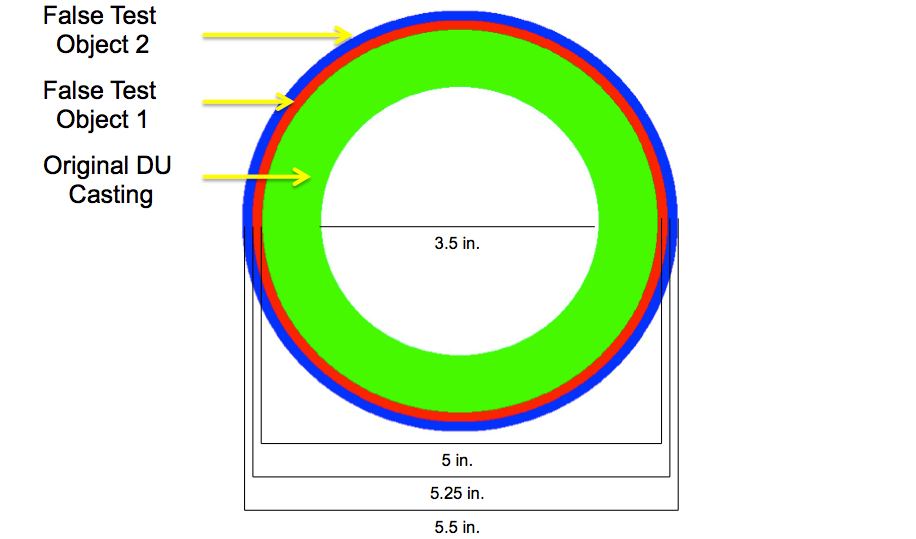 False Test
Object 2
False Test
Object 1
Original DU
Casting
3.5 in.
5 in.
5.25 in.
5.5 in.